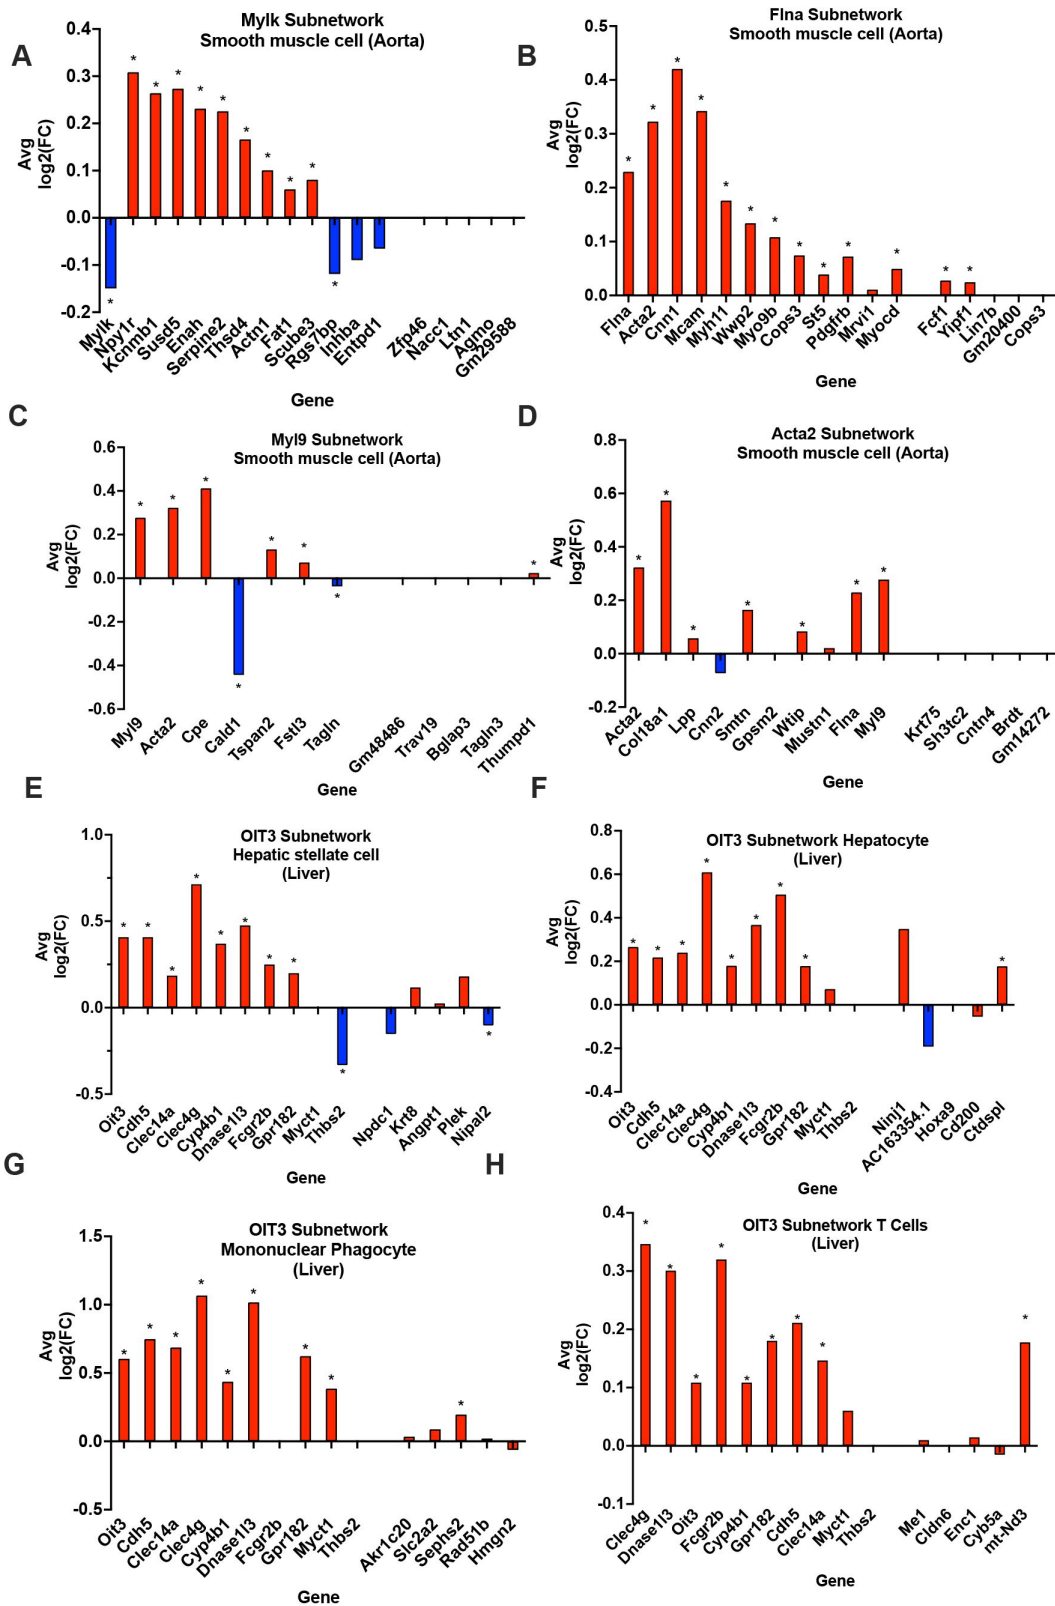 A
Mylk Subnetwork
Smooth muscle cell (Aorta)
Avg
log2(FC)
0.4
0.3
0.2
0.1
0.0
-0.1
-0.2
* * * * * * * * * * * *
Mylk
Npy1r
Kcnmb1
Susd5
Enah
Serpine2
Thsd4
Actn1
Fat1
Scube3
Rgs7bp
Inhba
Entpd1
Zfp46
Nacc1
Ltn1
Agmo
Gm29588
Gene
B
Flna Subnetwork
Smooth muscle cell (Aorta)
Avg
log2(FC)
0.5
0.4
0.3
0.2
0.1
0.0
* * * * * * * * * * * * *
Flna
Acta2
Cnn1
Mcam
Myh11
Wwp2
Myo9b
Cops3
St5
Pdgfrb
Mrvi1
Myocd
Fcf1
Yipf1
Lin7b
Gm20400
Cops3
Gene
C
Myl9 Subnetwork
Smooth muscle cell (Aorta)
Avg
log2(FC)
0.6
0.4
0.2
0.0
-0.2
-0.4
-0.6
* * * * * * * *
Myl9
Acta2
Cpe
Cald1
Tspan2
Fstl3
Tagln
Gm48486
Trav19
Bglap3
Tagln3
Thumpd1
Gene
D
Acta2 Subnetwork
Smooth muscle cell (Aorta)
Avg
log2(FC)
0.8
0.6
0.4
0.2
0.0
-0.2
* * * * * * *
Acta2
Col18a1
Lpp
Cnn2
Smtn
Gpsm2
Wtip
Mustn1
Flna
Myl9
Krt75
Sh3tc2
Cntn4
Brdt
Gm14272
Gene
E
OIT3 Subnetwork
Hepatic stellate cell
(Liver)
Avg
log2(FC)
1.0
0.5
0.0
-0.5
* * * * * * * * * *
Oit3
Cdh5
Clec14a
Clec4g
Cyp4b1
Dnase1l3
Fcgr2b
Gpr182
Myct1
Thbs2
Npdc1
Krt8
Angpt1
Plek
Nipal2
Gene
F
OIT3 Subnetwork Hepatocyte
(Liver)
Avg
log2(FC)
0.8
0.6
0.4
0.2
0.0
-0.2
-0.4
* * * * * * * * *
Oit3
Cdh5
Clec14a
Clec4g
Cyp4b1
Dnase1l3
Fcgr2b
Gpr182
Myct1
Thbs2
Ninj1
AC163354.1
Hoxa9
Cd200
Ctdspl
Gene
G
OIT3 Subnetwork
Mononuclear Phagocyte
(Liver)
Avg
log2(FC)
1.5
1.0
0.5
0.0
-0.5
* * * * * * * * *
Oit3
Cdh5
Clec14a
Clec4g
Cyp4b1
Dnase1l3
Fcgr2b
Gpr182
Myct1
Thbs2
Akr1c20
Slc2a2
Sephs2
Rad51b
Hmgn2
Gene
H
OIT3 Subnetwork T Cells
(Liver)
Avg
log2(FC)
0.4
0.3
0.2
0.1
0.0
-0.1
* * * * * * * * *
Clec4g
Dnase1l3
Oit3
Fcgr2b
Cyp4b1
Gpr182
Cdh5
Clec14a
Myct1
Thbs2
Me1
Cldn6
Enc1
Cyb5a
mt-Nd3
Gene